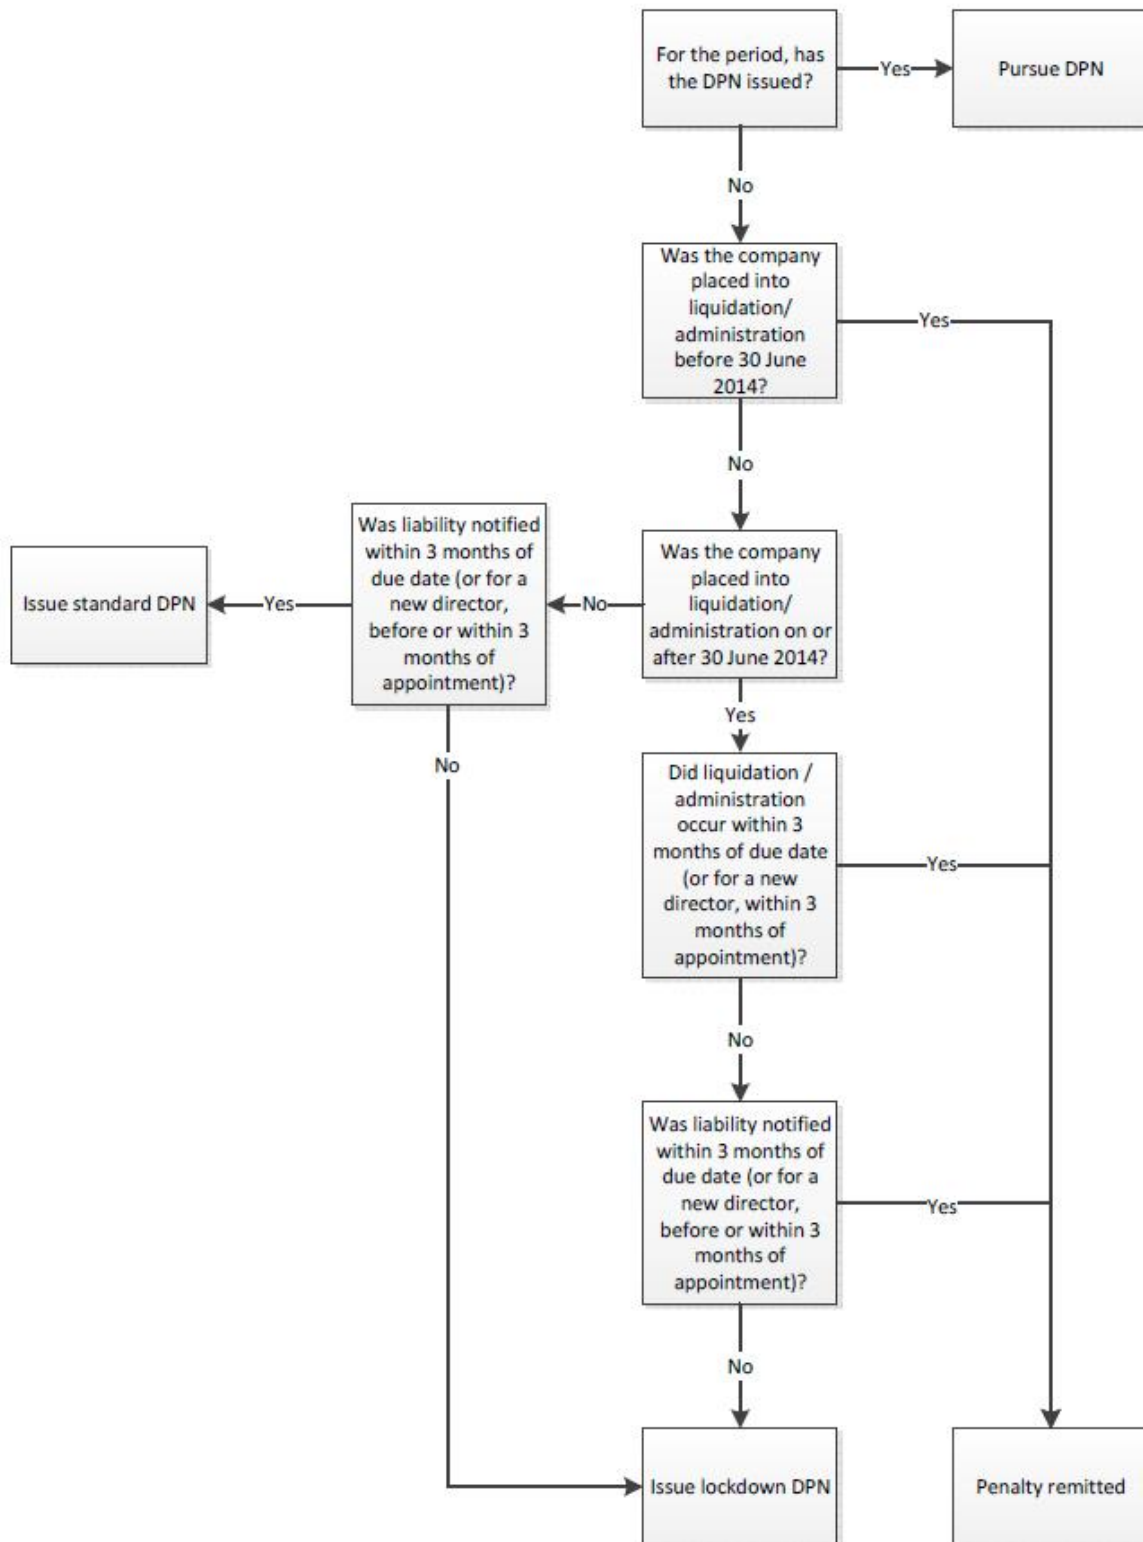 For the period, has
the DPN issued?
Yes
Pursue DPN
No
Was the company
placed into
liquidation/
administration
before 30 June
2014?
Yes
No
Was the company
placed into
liquidation/
administration on or
after 30 June 2014?
No
Was liability notified
within 3 months of
due date (or for a
new director,
before or within 3
months of
appointment)?
Yes
Issue standard DPN
No
Yes
Did liquidation /
administration
occur within 3
months of due date
(or for a new
director, within 3
months of
appointment)?
Yes
No
Was liability notified
within 3 months of
due date (or for a
new director,
before or within 3
months of
appointment)?
Yes
No
Issue lockdown DPN
Penalty remitted